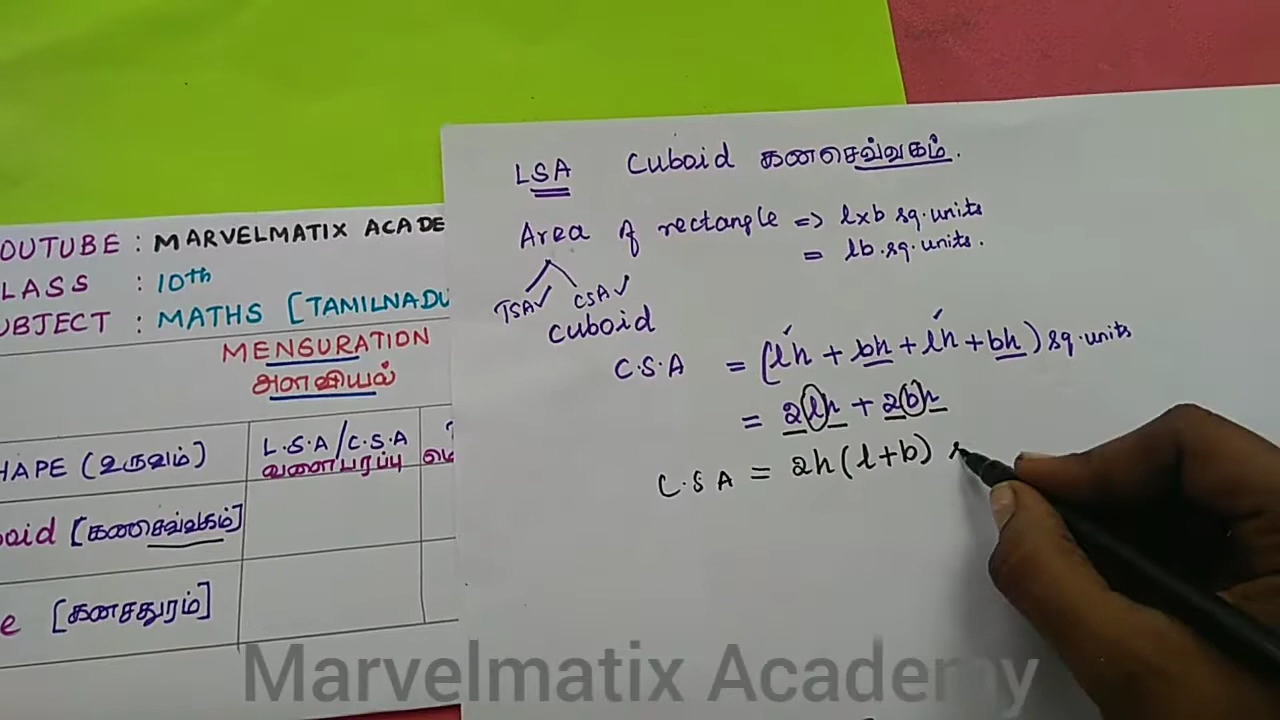 LSA Cuboid கனசெவ்வகம்.
Area of rectangle => l×b sq.units
= lb.sq.units.
TSA✓ CSA✓
cuboid
C.S.A = (lh + bh + lh + bh) sq.units
= 2lh + 2bh
C.S A = 2h(l+b)
OUTUBE : MARVELMATIX ACADE
LASS : 10th
UBJECT : MATHS [TAMILNADU
MENSURATION
அளவியல்
HAPE (உருவம்) L.S.A/C.S.A
வளைபரப்பு மெ
oid [கணசெவ்வகம்]
e [கனசதுரம்]
Marvelmatix Academy